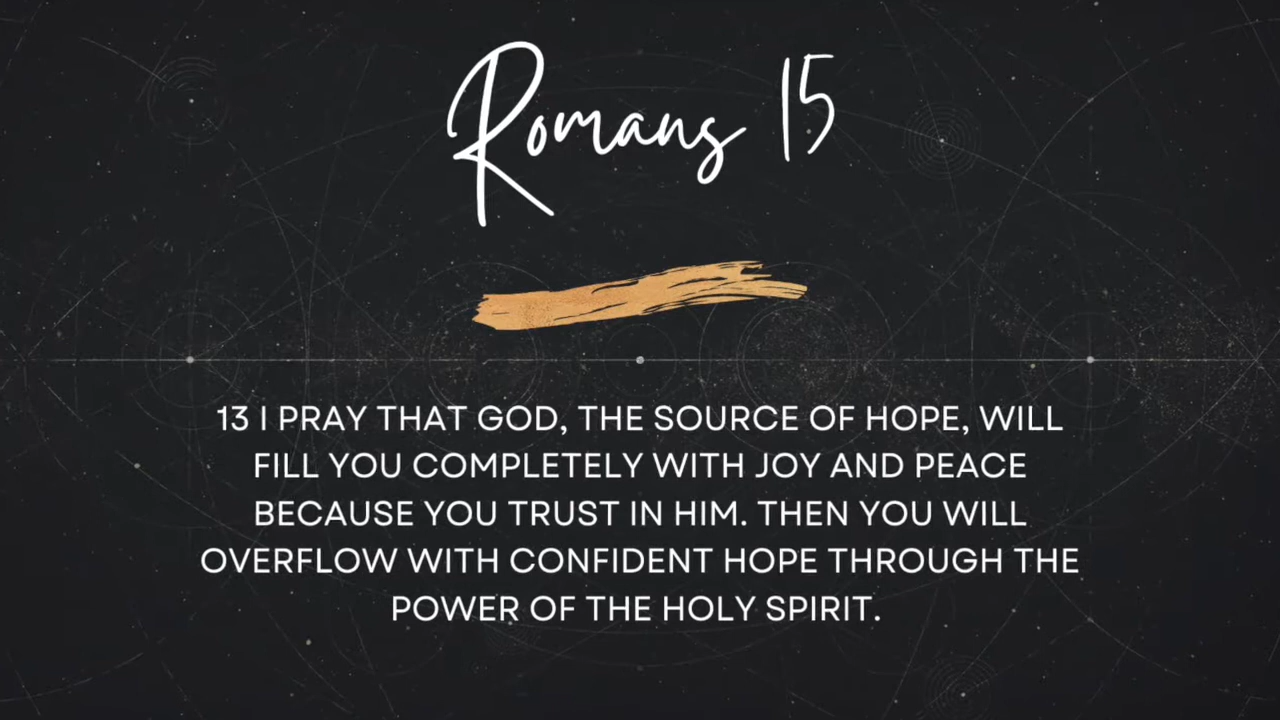 Romans 15
13 I PRAY THAT GOD, THE SOURCE OF HOPE, WILL
FILL YOU COMPLETELY WITH JOY AND PEACE
BECAUSE YOU TRUST IN HIM. THEN YOU WILL
OVERFLOW WITH CONFIDENT HOPE THROUGH THE
POWER OF THE HOLY SPIRIT.